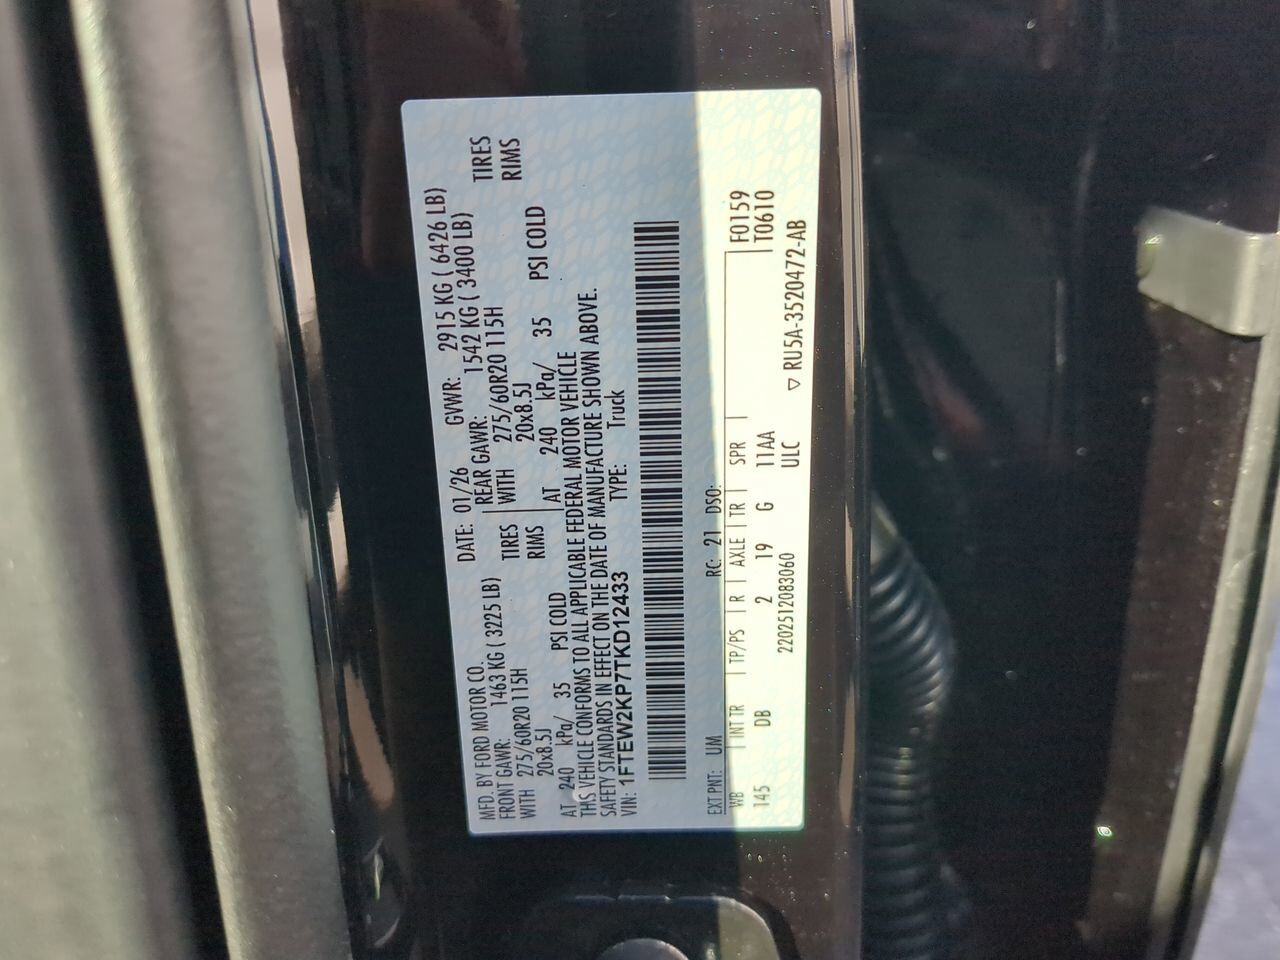 MFD. BY FORD MOTOR CO.
DATE: 01/26 GVWR: 2915 KG ( 6426 LB)
FRONT GAWR: 1463 KG ( 3225 LB) REAR GAWR: 1542 KG ( 3400 LB)
WITH 275/60R20 115H TIRES WITH 275/60R20 115H TIRES
20x8.5J RIMS 20x8.5J RIMS
AT 240 kPa/ 35 PSI COLD AT 240 kPa/ 35 PSI COLD
THIS VEHICLE CONFORMS TO ALL APPLICABLE FEDERAL MOTOR VEHICLE
SAFETY STANDARDS IN EFFECT ON THE DATE OF MANUFACTURE SHOWN ABOVE.
VIN: 1FTEW2KP7TKD12433 TYPE: Truck
EXT PNT: UM RC: 21 DSO:
WB INT TR TP/PS R AXLE TR SPR F0159
145 DB 2 19 G 11AA T0610
2202512083060 ULC ▽ RU5A-3520472-AB